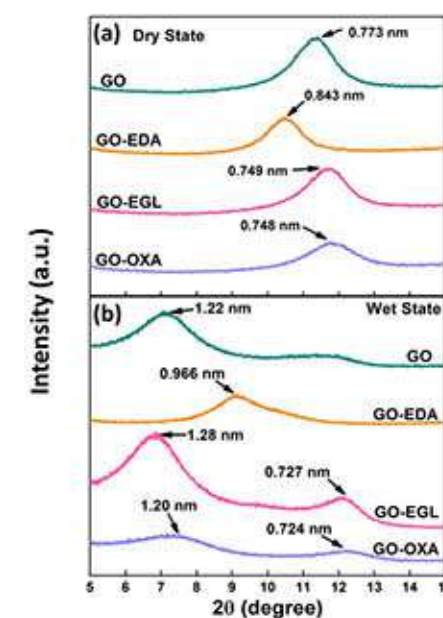 (a) Dry State
0.773 nm
GO
0.843 nm
GO-EDA
0.749 nm
GO-EGL
0.748 nm
GO-OXA
Intensity (a.u.)
(b) Wet State
1.22 nm
GO
0.966 nm
GO-EDA
1.28 nm
0.727 nm
GO-EGL
1.20 nm
0.724 nm
GO-OXA
5 6 7 8 9 10 11 12 13 14 1
2θ (degree)